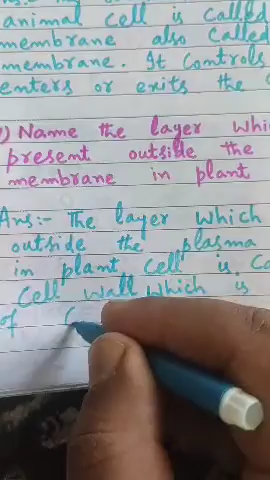 animal cell is called
membrane also called
membrane. It controls
enters or exits the
) Name the layer
present outside the
membrane in plant
Ans:- The layer which
outside the plasma
in plant cell is
Cell Wall which is
of